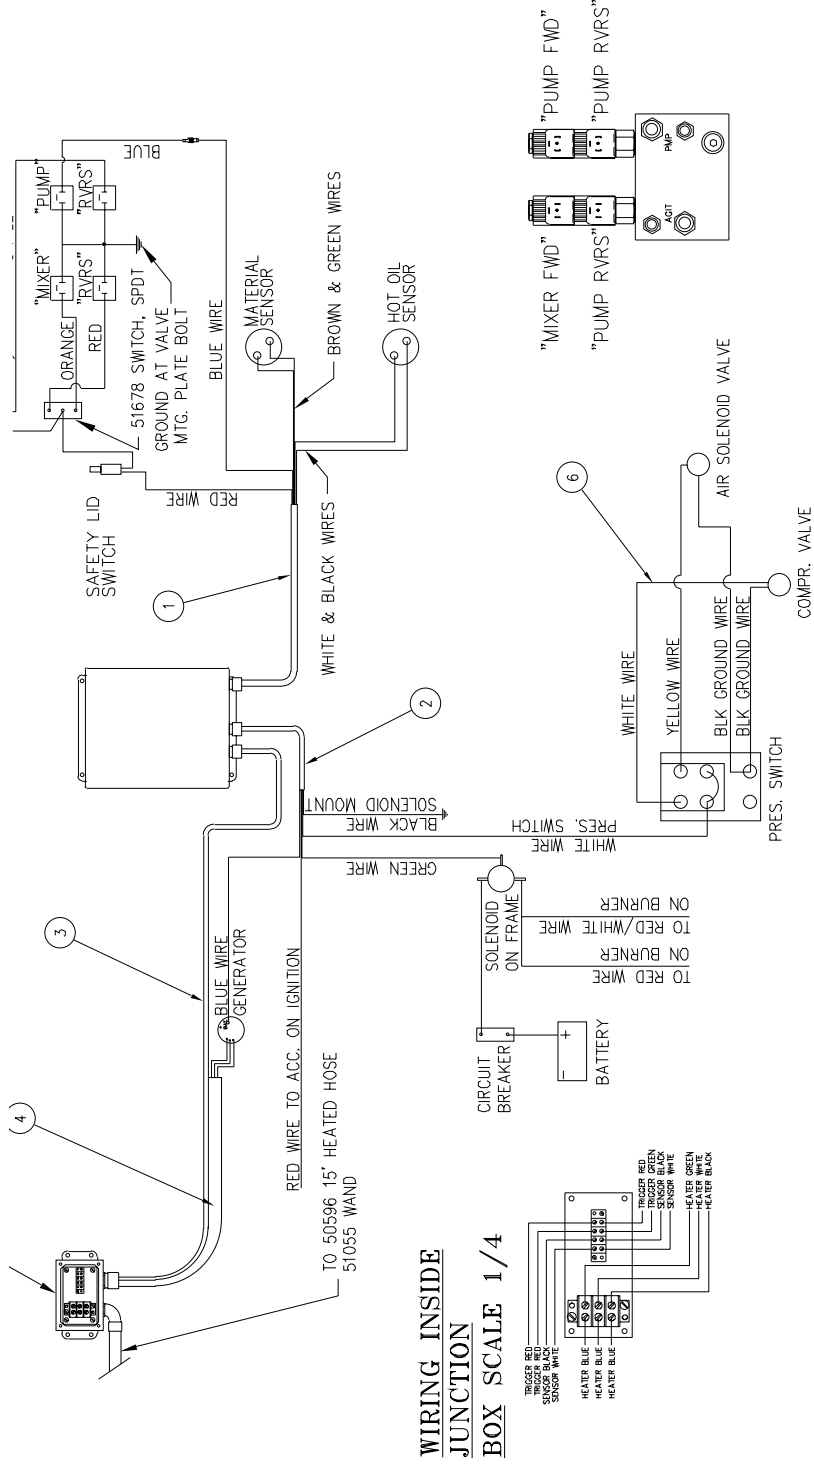 "PUMP"
"RVRS"
BLUE
"MIXER"
"RVRS"
ORANGE
RED
51678 SWITCH, SPDT
GROUND AT VALVE
MTG. PLATE BOLT
BLUE WIRE
RED WIRE
SAFETY LID
SWITCH
MATERIAL
SENSOR
BROWN & GREEN WIRES
HOT OIL
SENSOR
WHITE & BLACK WIRES
1
2
3
4
6
"PUMP FWD"
"PUMP RVRS"
"MIXER FWD"
"PUMP RVRS"
PMP
AGIT
AIR SOLENOID VALVE
COMPR. VALVE
WHITE WIRE
YELLOW WIRE
BLK GROUND WIRE
BLK GROUND WIRE
PRES. SWITCH
SOLENOID MOUNT
BLACK WIRE
PRES. SWITCH
WHITE WIRE
GREEN WIRE
SOLENOID
ON FRAME
ON BURNER
TO RED/WHITE WIRE
ON BURNER
TO RED WIRE
CIRCUIT
BREAKER
+
-
BATTERY
BLUE WIRE
GENERATOR
RED WIRE TO ACC. ON IGNITION
TO 50596 15' HEATED HOSE
51055 WAND
WIRING INSIDE
JUNCTION
BOX SCALE 1/4
TRIGGER RED
TRIGGER GREEN
SENSOR BLACK
SENSOR WHITE
HEATER GREEN
HEATER WHITE
HEATER BLACK
TRIGGER RED
TRIGGER RED
SENSOR BLACK
SENSOR WHITE
HEATER BLUE
HEATER BLUE
HEATER BLUE